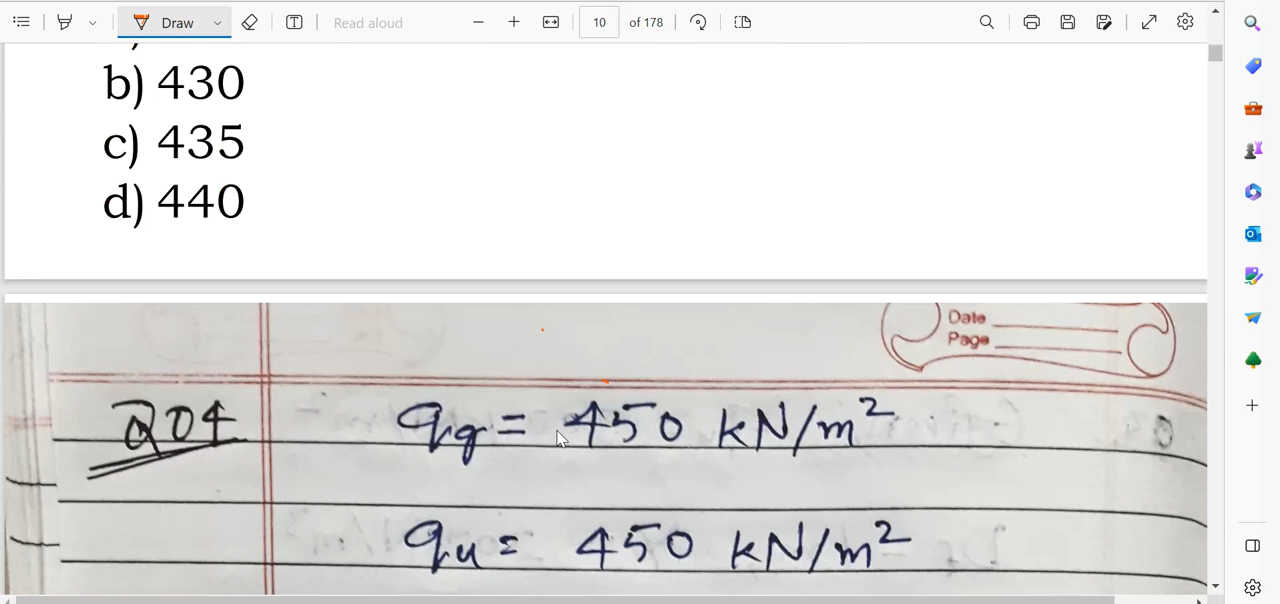 Draw
Read aloud
10
of 178
b) 430
c) 435
d) 440
Date
Page
Q04
qg = 450 kN/m²
qu = 450 kN/m²